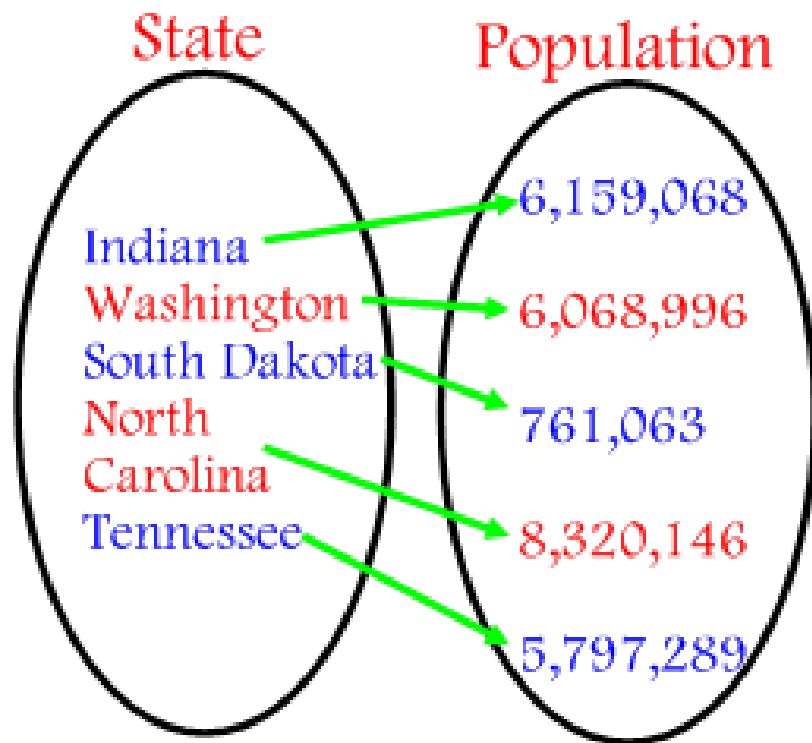 State
Population
Indiana
Washington
South Dakota
North
Carolina
Tennessee
6,159,068
6,068,996
761,063
8,320,146
5,797,289